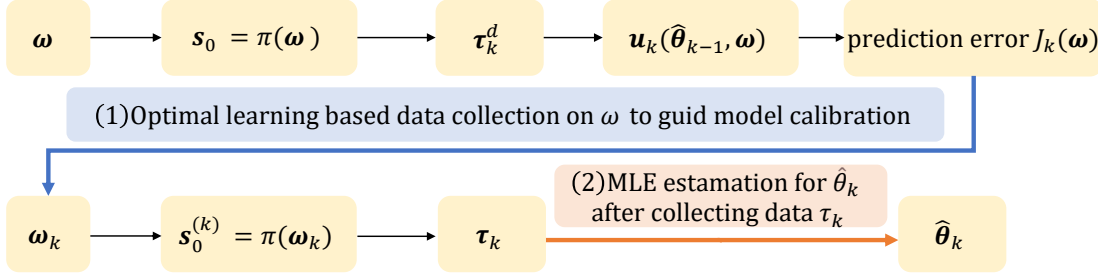 ω
s₀ = π(ω )
τₖᵈ
uₖ(θ̂ₖ₋₁, ω)
prediction error Jₖ(ω)
(1)Optimal learning based data collection on ω to guid model calibration
(2)MLE estamation for θ̂ₖ
after collecting data τₖ
ωₖ
s₀⁽ᵏ⁾ = π(ωₖ)
τₖ
θ̂ₖ